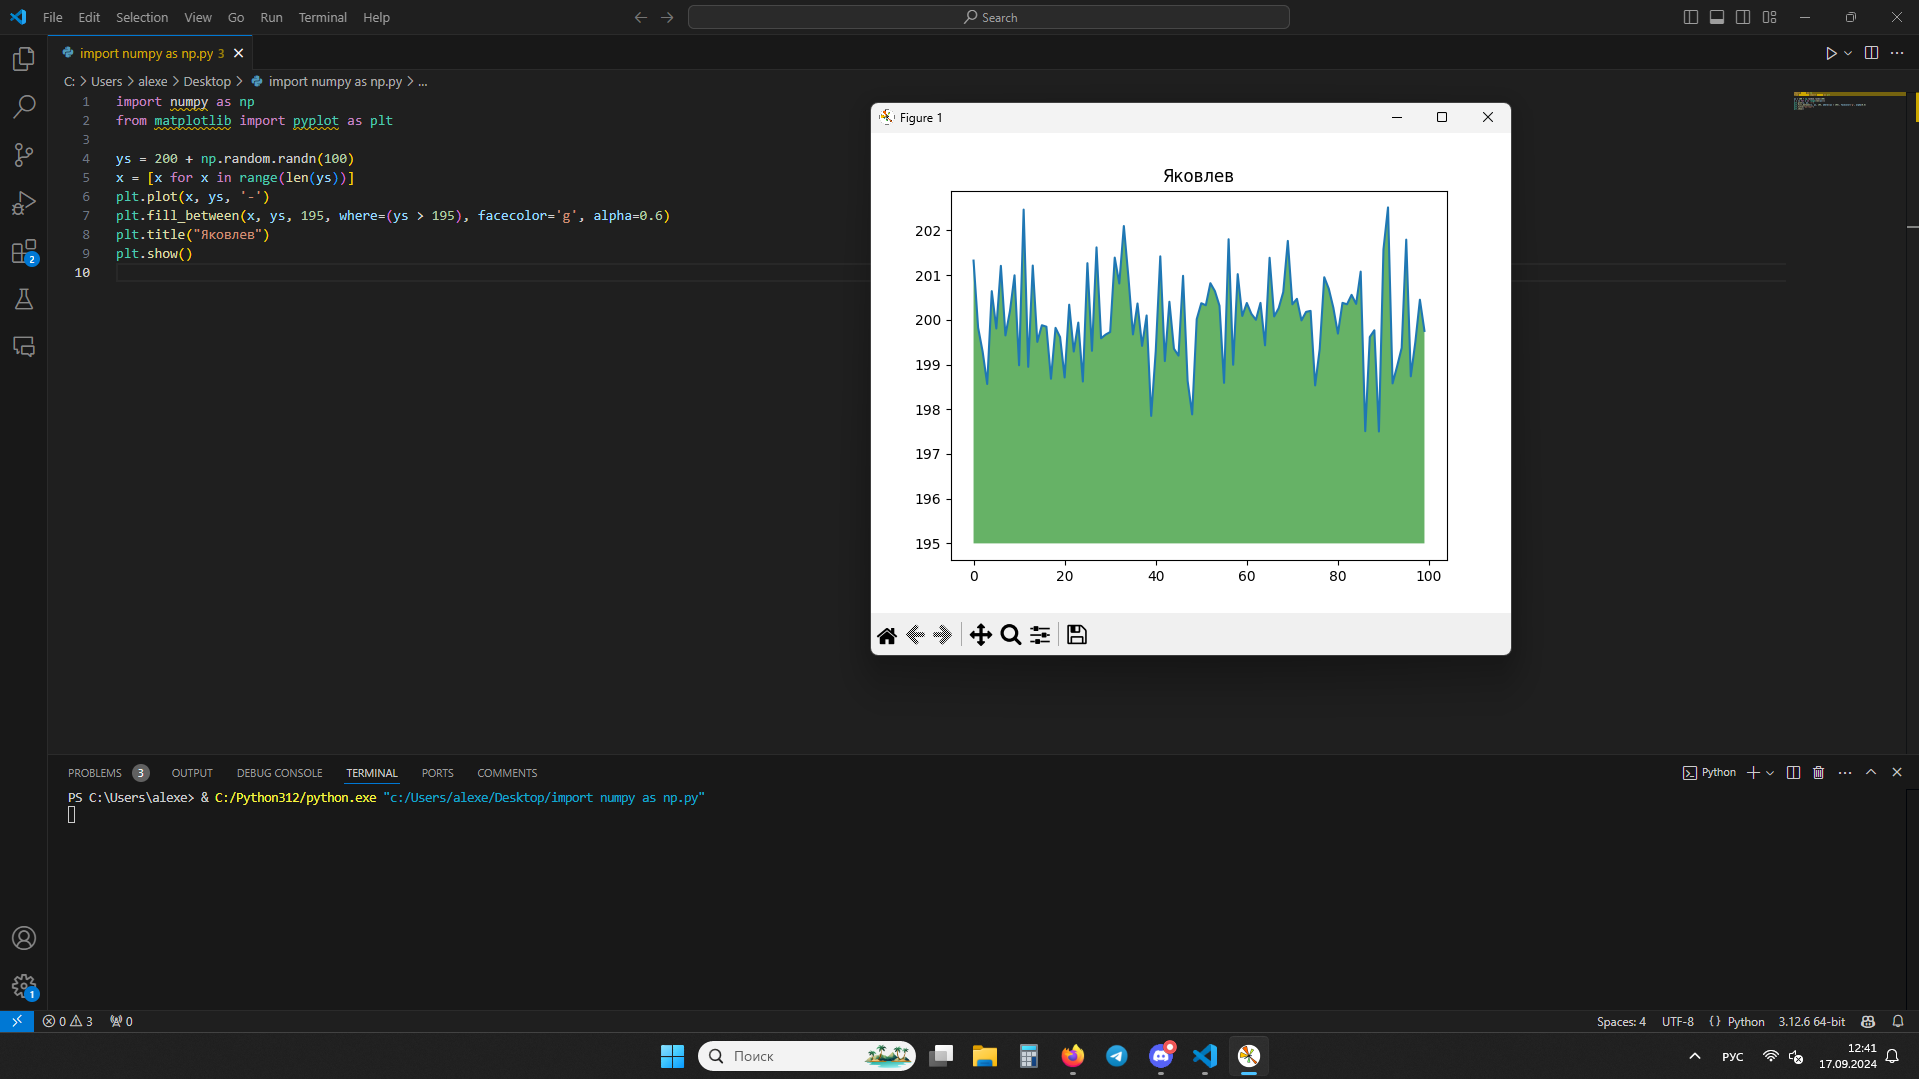 File Edit Selection View Go Run Terminal Help
Search
import numpy as np.py 3
C: > Users > alexe > Desktop > import numpy as np.py > ...
1 import numpy as np
2 from matplotlib import pyplot as plt
3
4 ys = 200 + np.random.randn(100)
5 x = [x for x in range(len(ys))]
6 plt.plot(x, ys, '-')
7 plt.fill_between(x, ys, 195, where=(ys > 195), facecolor='g', alpha=0.6)
8 plt.title("Яковлев")
9 plt.show()
10
Figure 1
Яковлев
202
201
200
199
198
197
196
195
0 20 40 60 80 100
2
PROBLEMS 3 OUTPUT DEBUG CONSOLE TERMINAL PORTS COMMENTS
Python
PS C:\Users\alexe> & C:/Python312/python.exe "c:/Users/alexe/Desktop/import numpy as np.py"
1
0 3 0
Spaces: 4 UTF-8 {} Python 3.12.6 64-bit
Поиск
РУС
12:41
17.09.2024